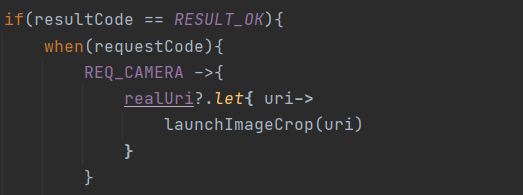 if(resultCode == RESULT_OK){
when(requestCode){
REQ_CAMERA ->{
realUri?.let{ uri->
launchImageCrop(uri)
}
}